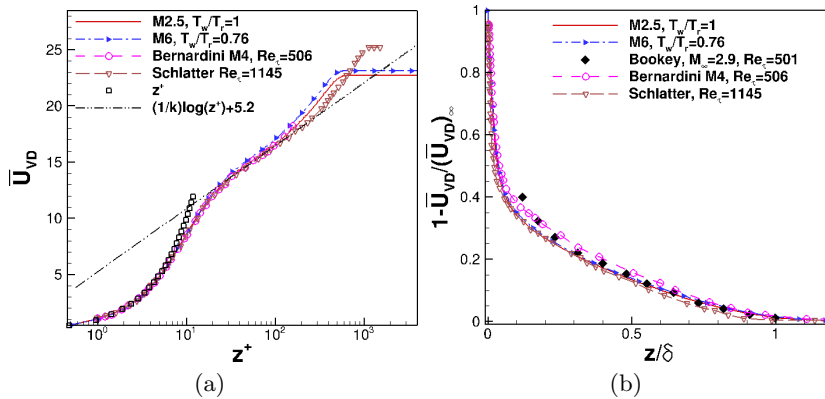 M2.5, T_w/T_r=1
M6, T_w/T_r=0.76
Bernardini M4, Re_τ=506
Schlatter Re_τ=1145
z⁺
(1/k)log(z⁺)+5.2
25
20
15
10
5
U̅_VD
10⁰ 10¹ 10² 10³
z⁺
(a)
M2.5, T_w/T_r=1
M6, T_w/T_r=0.76
Bookey, M_∞=2.9, Re_τ=501
Bernardini M4, Re_τ=506
Schlatter, Re_τ=1145
1
0.8
0.6
0.4
0.2
0
1-U̅_VD/(U̅_VD)_∞
0 0.5 1
z/δ
(b)